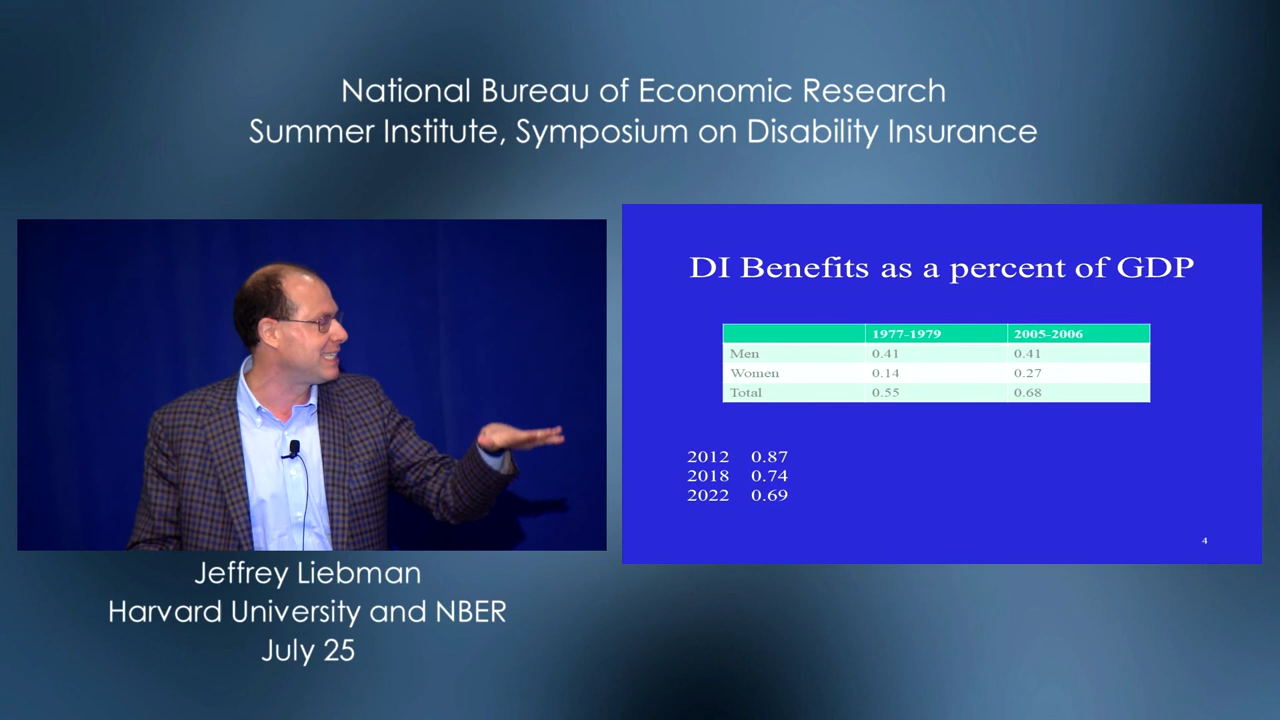 National Bureau of Economic Research
Summer Institute, Symposium on Disability Insurance
DI Benefits as a percent of GDP
1977-1979 2005-2006
Men 0.41 0.41
Women 0.14 0.27
Total 0.55 0.68
2012 0.87
2018 0.74
2022 0.69
4
Jeffrey Liebman
Harvard University and NBER
July 25